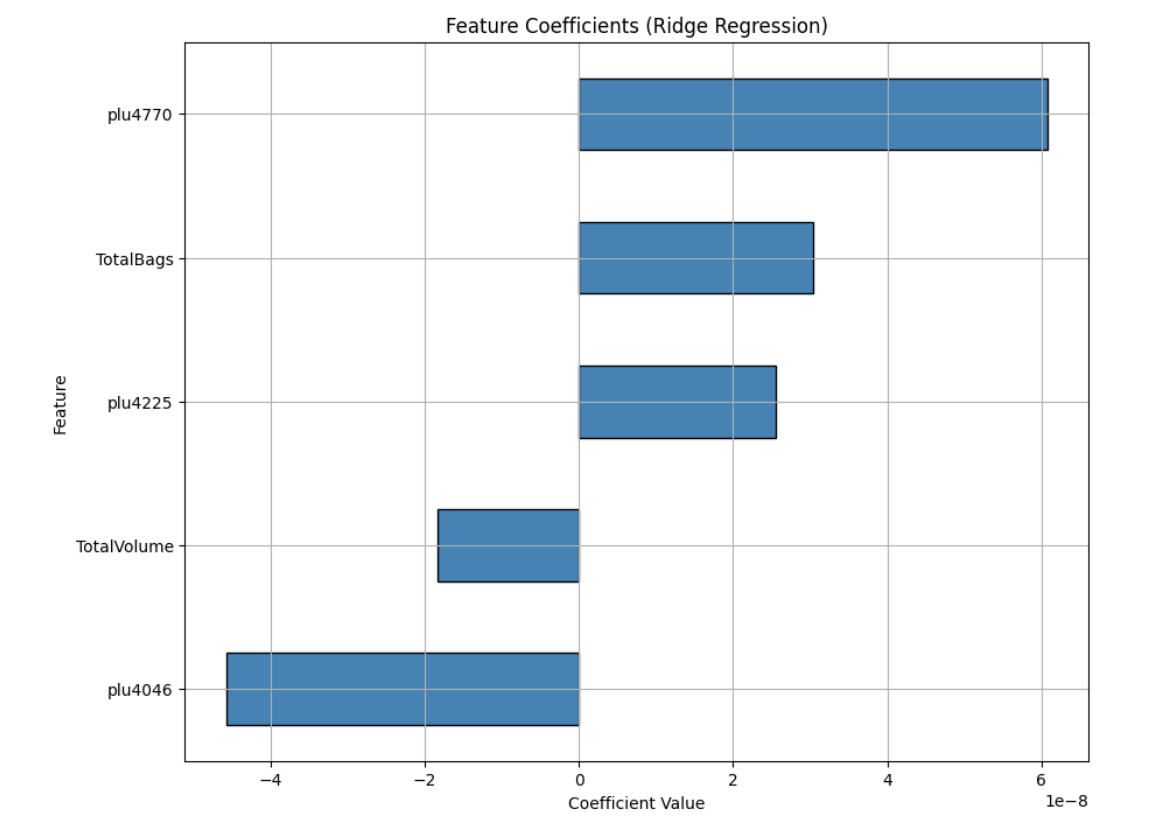 Feature Coefficients (Ridge Regression)
plu4770
TotalBags
plu4225
TotalVolume
plu4046
Feature
−4 −2 0 2 4 6
1e−8
Coefficient Value